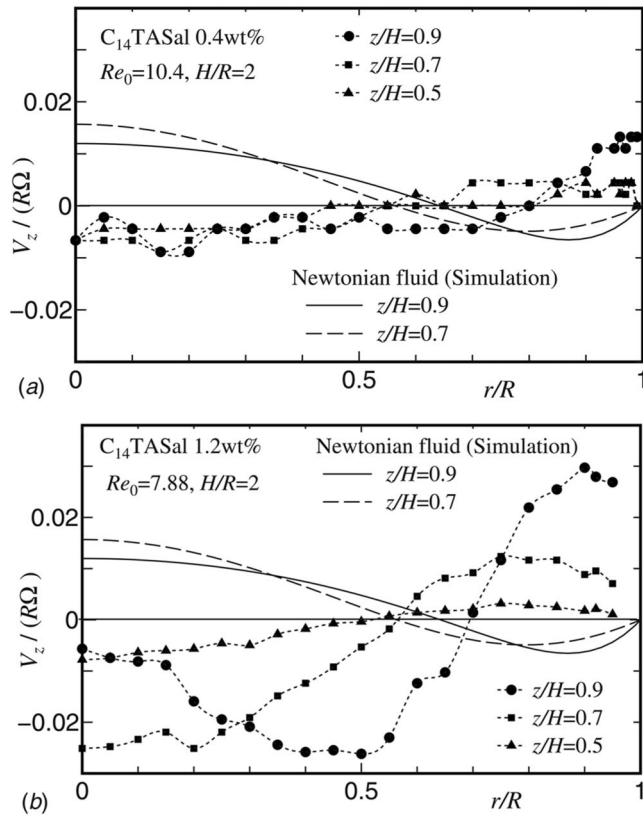 C14TASal 0.4wt%
Re0=10.4, H/R=2
z/H=0.9
z/H=0.7
z/H=0.5
0.02
0
−0.02
Vz / (RΩ)
Newtonian fluid (Simulation)
z/H=0.9
z/H=0.7
0
0.5
1
(a)
r/R
C14TASal 1.2wt%
Re0=7.88, H/R=2
Newtonian fluid (Simulation)
z/H=0.9
z/H=0.7
0.02
0
−0.02
Vz / (RΩ)
z/H=0.9
z/H=0.7
z/H=0.5
0
0.5
1
(b)
r/R